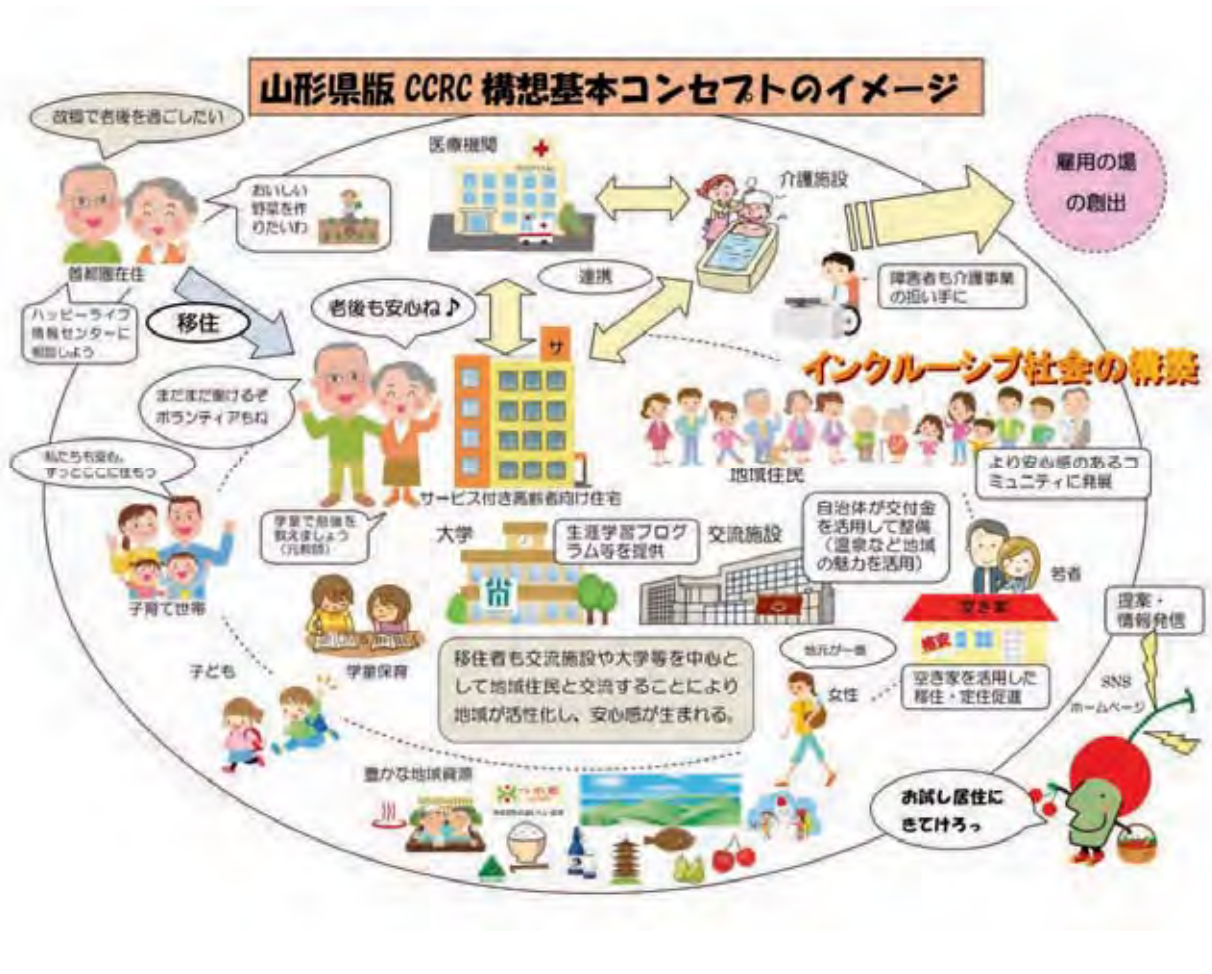 山形県版 CCRC 構想基本コンセプトのイメージ
故郷で老後を過ごしたい
おいしい
野菜を作
りたいわ
首都圏在住
ハッピーライフ
情報センターに
相談しよう
移住
医療機関
介護施設
連携
雇用の場
の創出
障害者も介護事業
の担い手に
老後も安心ね♪
サ
まだまだ働けるぞ
ボランティアもね
インクルーシブ社会の構築
私たちも安心、
ずっとここに住もっ
サービス付き高齢者向け住宅
地域住民
より安心感のあるコ
ミュニティに発展
学童で勉強を
教えましょう
(元教師)
大学
生涯学習プログ
ラム等を提供
交流施設
自治体が交付金
を活用して整備
(温泉など地域
の魅力を活用)
若者
子育て世帯
空き家
格安
提案・
情報発信
学童保育
移住者も交流施設や大学等を中心と
して地域住民と交流することにより
地域が活性化し、安心感が生まれる。
地元が一番
女性
空き家を活用した
移住・定住促進
SNS
ホームページ
子ども
豊かな地域資源
つや姫
お試し居住に
きてけろっ